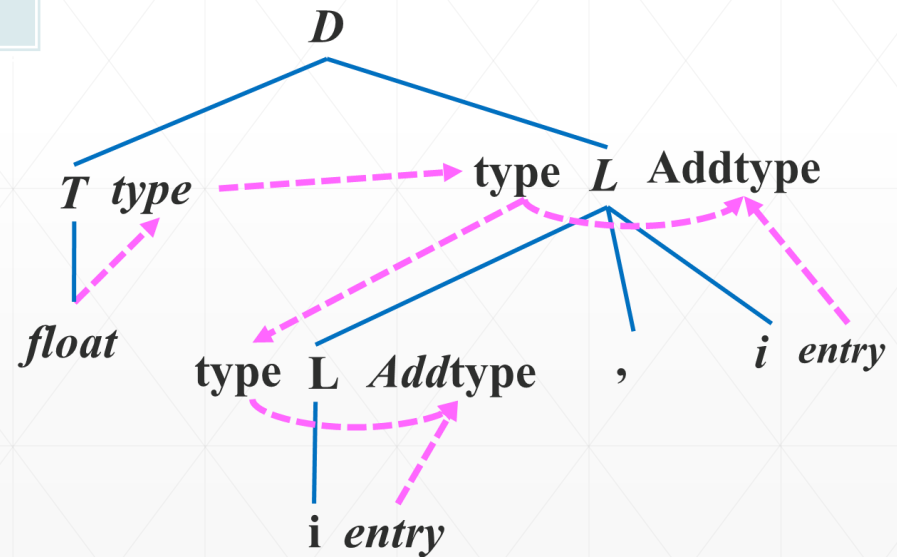 D
T type type L Addtype
float
type L Addtype , i entry
i entry